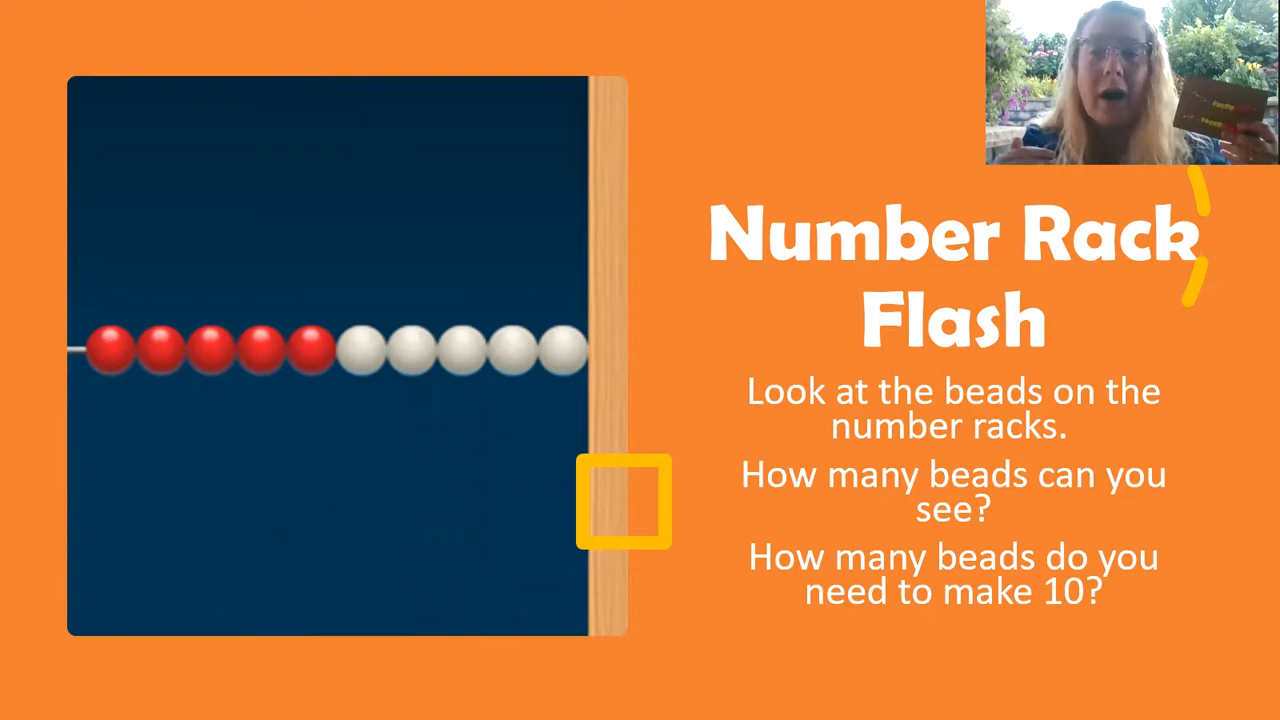 Number Rack
Flash
Look at the beads on the
number racks.
How many beads can you
see?
How many beads do you
need to make 10?